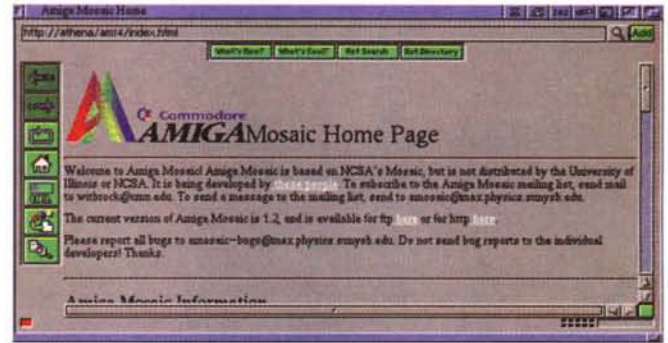 Amiga Mosaic Home
http://athena/amt4/index.html
Add
What's New? What's Cool? Net Search Net Directory
Commodore
AMIGAMosaic Home Page
Welcome to Amiga Mosaic! Amiga Mosaic is based on NCSA's Mosaic, but is not distributed by the University of
Illinois or NCSA. It is being developed by these people. To subscribe to the Amiga Mosaic mailing list, send mail
to witbrock@cmu.edu. To send a message to the mailing list, send to amosaic@max.physics.sunysb.edu.
The current version of Amiga Mosaic is 1.2, and is available for ftp here or for http here.
Please report all bugs to amosaic-bugs@max.physics.sunysb.edu. Do not send bug reports to the individual
developers! Thanks.
Amiga Mosaic Information